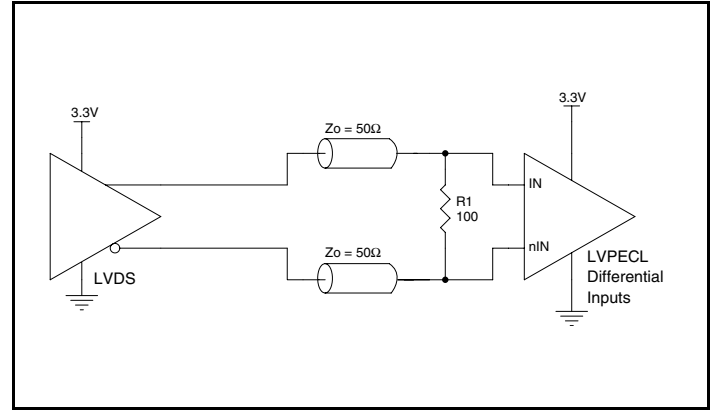 3.3V
Zo = 50Ω
3.3V
IN
R1
100
nIN
Zo = 50Ω
LVDS
LVPECL
Differential
Inputs